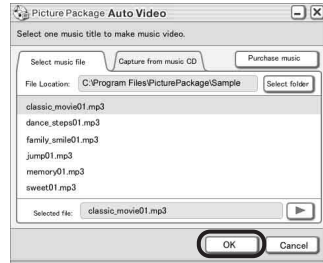 Picture Package Auto Video
Select one music title to make music video.
Select music file
Capture from music CD
Purchase music
File Location: C:\Program Files\PicturePackage\Sample
Select folder
classic_movie01.mp3
dance_steps01.mp3
family_smile01.mp3
jump01.mp3
memory01.mp3
sweet01.mp3
Selected file: classic_movie01.mp3
OK
Cancel